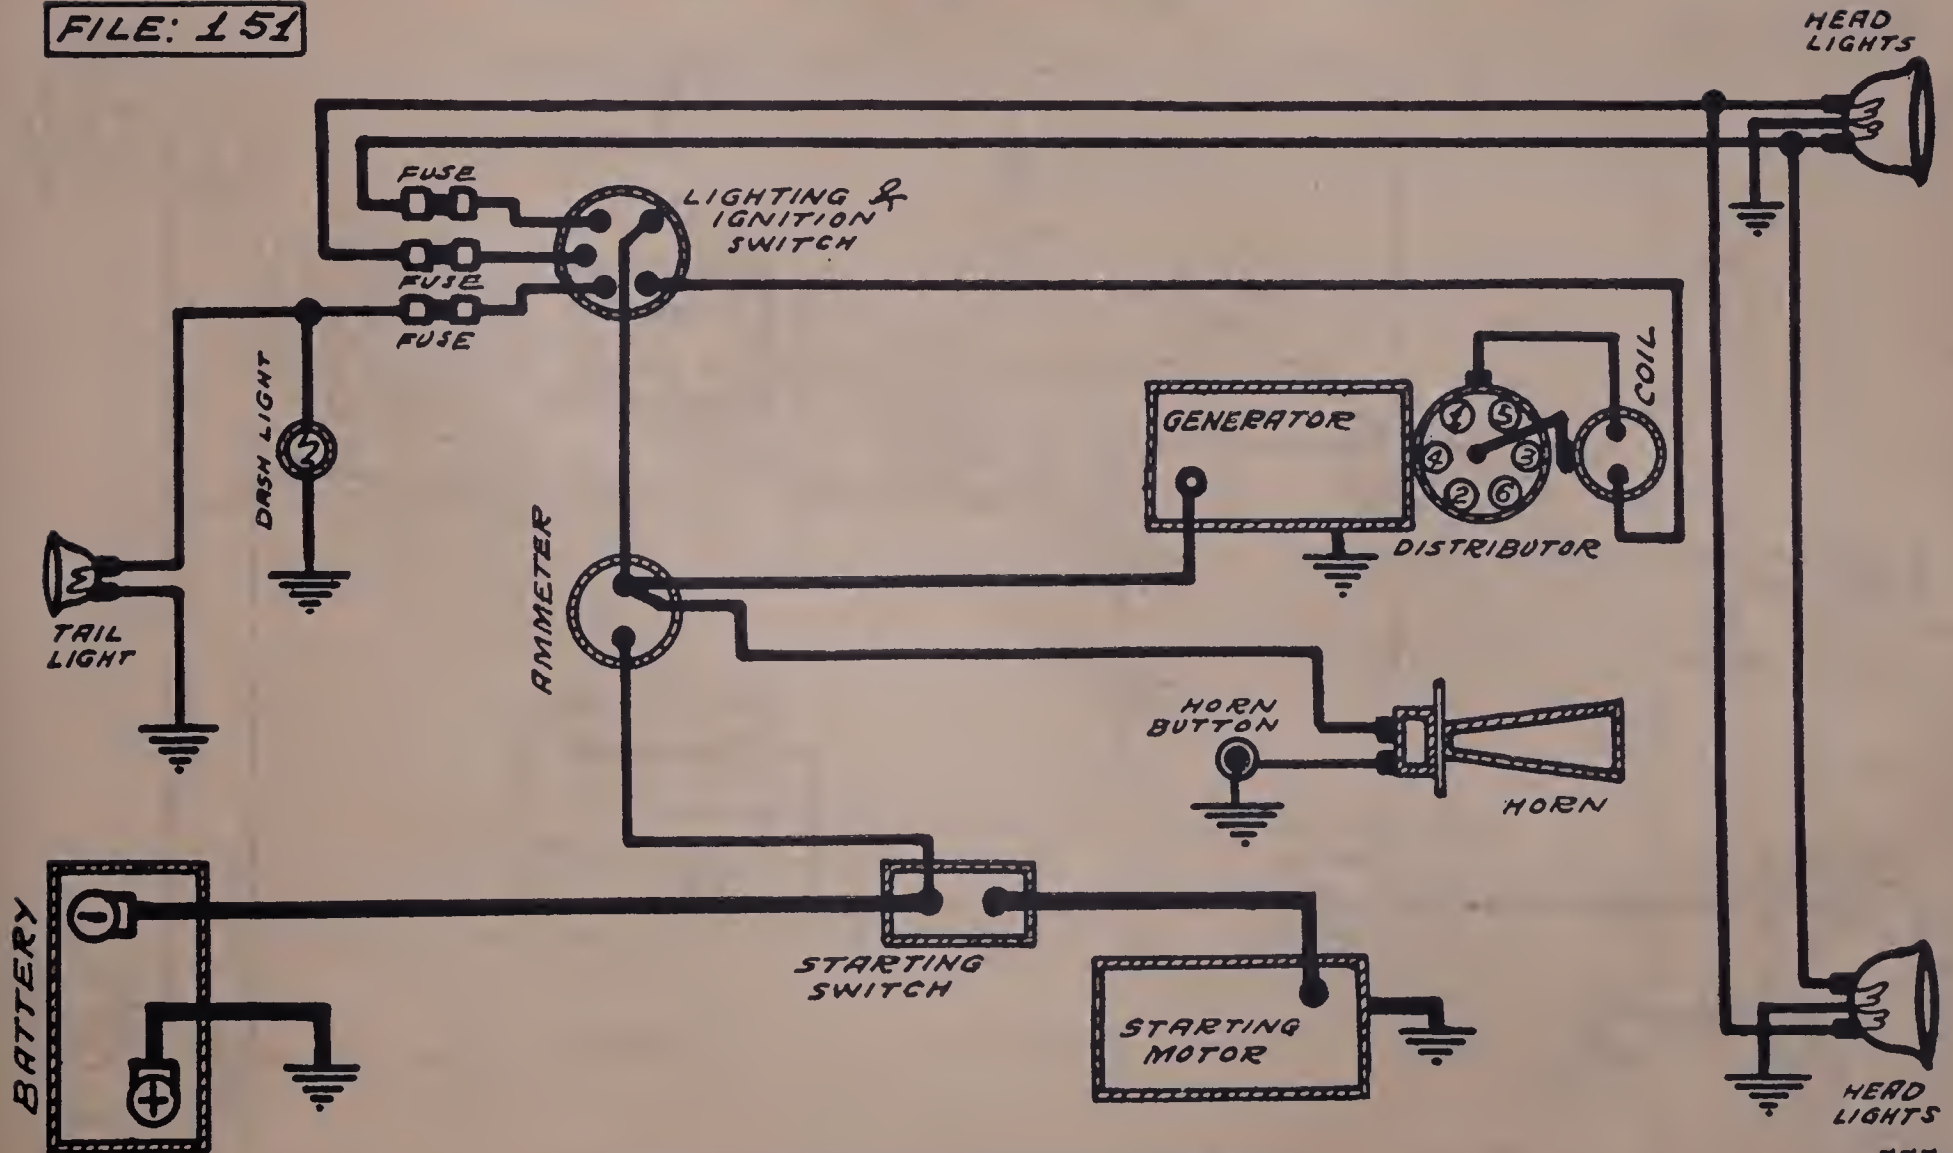 FILE: 151
HEAD
LIGHTS
FUSE
LIGHTING &
IGNITION
SWITCH
FUSE
FUSE
DASH LIGHT
COIL
GENERATOR
1 5
4 3
2 6
DISTRIBUTOR
AMMETER
TAIL
LIGHT
HORN
BUTTON
HORN
BATTERY
-
+
STARTING
SWITCH
STARTING
MOTOR
HEAD
LIGHTS